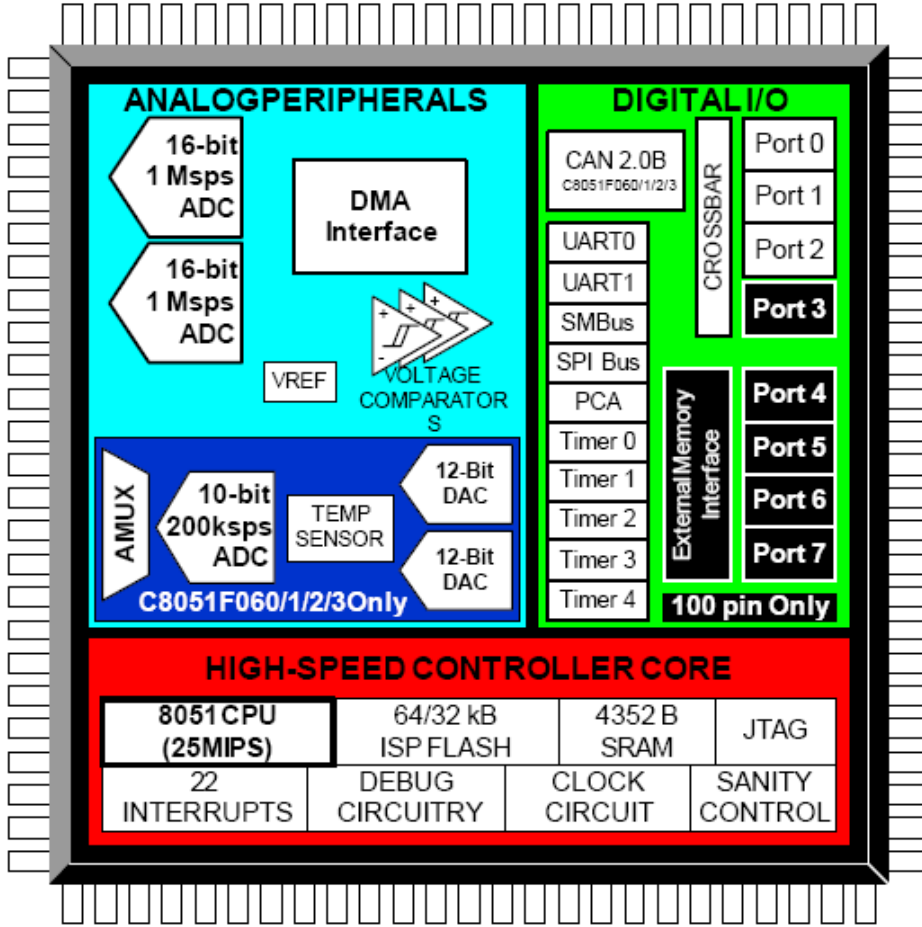 ANALOGPERIPHERALS
16-bit
1 Msps
ADC
16-bit
1 Msps
ADC
DMA
Interface
+
-
+
+
VREF
VOLTAGE
COMPARATOR
S
AMUX
10-bit
200ksps
ADC
TEMP
SENSOR
12-Bit
DAC
12-Bit
DAC
C8051F060/1/2/3Only
DIGITAL I/O
CAN 2.0B
C8051F060/1/2/3
UART0
UART1
SMBus
SPI Bus
PCA
Timer 0
Timer 1
Timer 2
Timer 3
Timer 4
CROSSBAR
Port 0
Port 1
Port 2
Port 3
ExternalMemory
Interface
Port 4
Port 5
Port 6
Port 7
100 pin Only
HIGH-SPEED CONTROLLER CORE
8051 CPU
(25MIPS)
64/32 kB
ISP FLASH
4352 B
SRAM
JTAG
22
INTERRUPTS
DEBUG
CIRCUITRY
CLOCK
CIRCUIT
SANITY
CONTROL